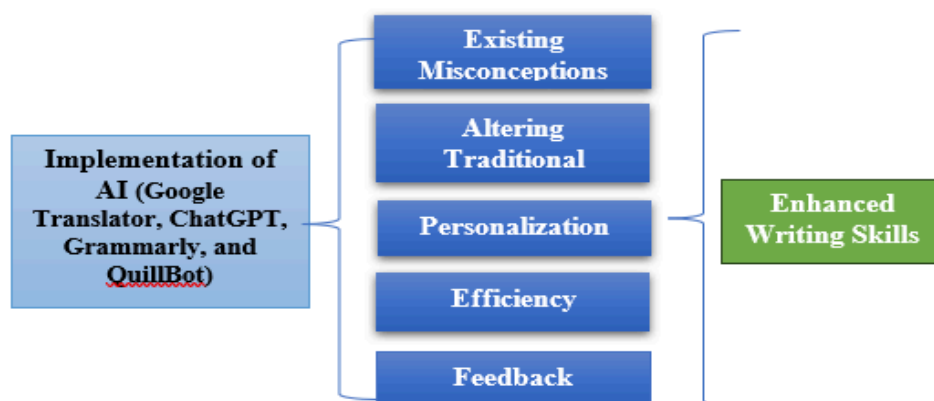 Implementation of
AI (Google
Translator, ChatGPT,
Grammarly, and
QuillBot)
Existing
Misconceptions
Altering
Traditional
Personalization
Efficiency
Feedback
Enhanced
Writing Skills